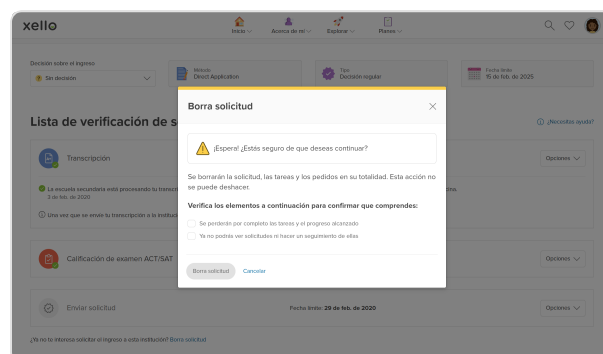 xello
Inicio
Acerca de mí
Explorar
Planes
Decisión sobre el ingreso
Sin decisión
Método
Direct Application
Tipo
Decisión regular
Fecha límite
15 de feb. de 2025
Lista de verificación de s
¿Necesitas ayuda?
Transcripción
Opciones
La escuela secundaria está procesando tu transcri
3 de feb. de 2020
Una vez que se envíe tu transcripción a la instituci
Calificación de examen ACT/SAT
Opciones
Enviar solicitud
Fecha límite: 29 de feb. de 2020
Opciones
¿Ya no te interesa solicitar el ingreso a esta institución? Borra solicitud
Borra solicitud
¡Espera! ¿Estás seguro de que deseas continuar?
Se borrarán la solicitud, las tareas y los pedidos en su totalidad. Esta acción no
se puede deshacer.
Verifica los elementos a continuación para confirmar que comprendes:
Se perderán por completo las tareas y el progreso alcanzado
Ya no podrás ver solicitudes ni hacer un seguimiento de ellas
Borra solicitud
Cancelar